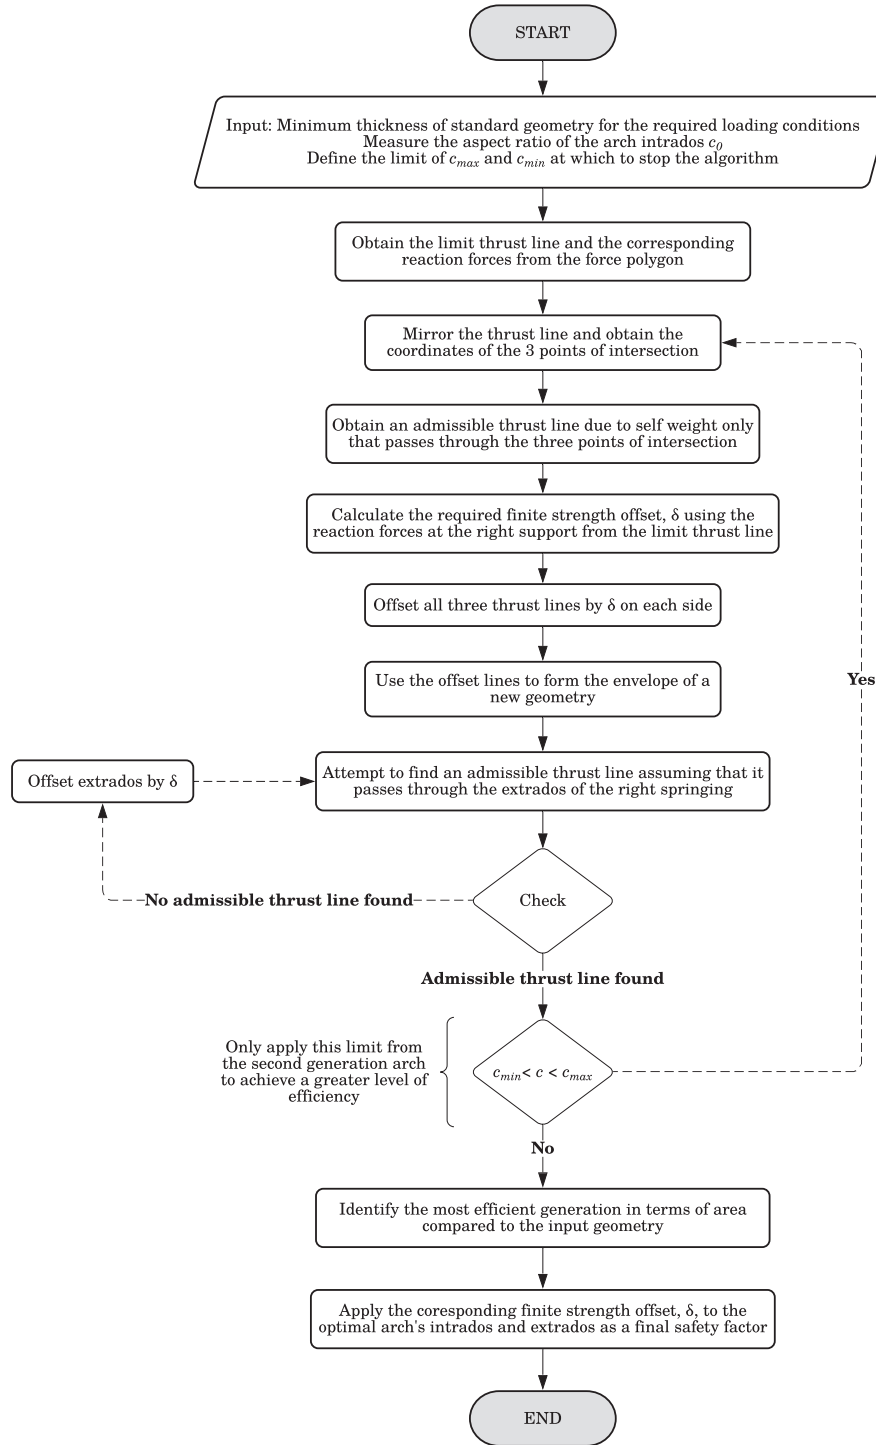 START
Input: Minimum thickness of standard geometry for the required loading conditions
Measure the aspect ratio of the arch intrados c₀
Define the limit of cₘₐₓ and cₘᵢₙ at which to stop the algorithm
Obtain the limit thrust line and the corresponding
reaction forces from the force polygon
Mirror the thrust line and obtain the
coordinates of the 3 points of intersection
Obtain an admissible thrust line due to self weight only
that passes through the three points of intersection
Calculate the required finite strength offset, δ using the
reaction forces at the right support from the limit thrust line
Offset all three thrust lines by δ on each side
Use the offset lines to form the envelope of a
new geometry
Yes
Offset extrados by δ
Attempt to find an admissible thrust line assuming that it
passes through the extrados of the right springing
No admissible thrust line found
Check
Admissible thrust line found
Only apply this limit from
the second generation arch
to achieve a greater level of
efficiency
cₘᵢₙ< c < cₘₐₓ
No
Identify the most efficient generation in terms of area
compared to the input geometry
Apply the coresponding finite strength offset, δ, to the
optimal arch's intrados and extrados as a final safety factor
END